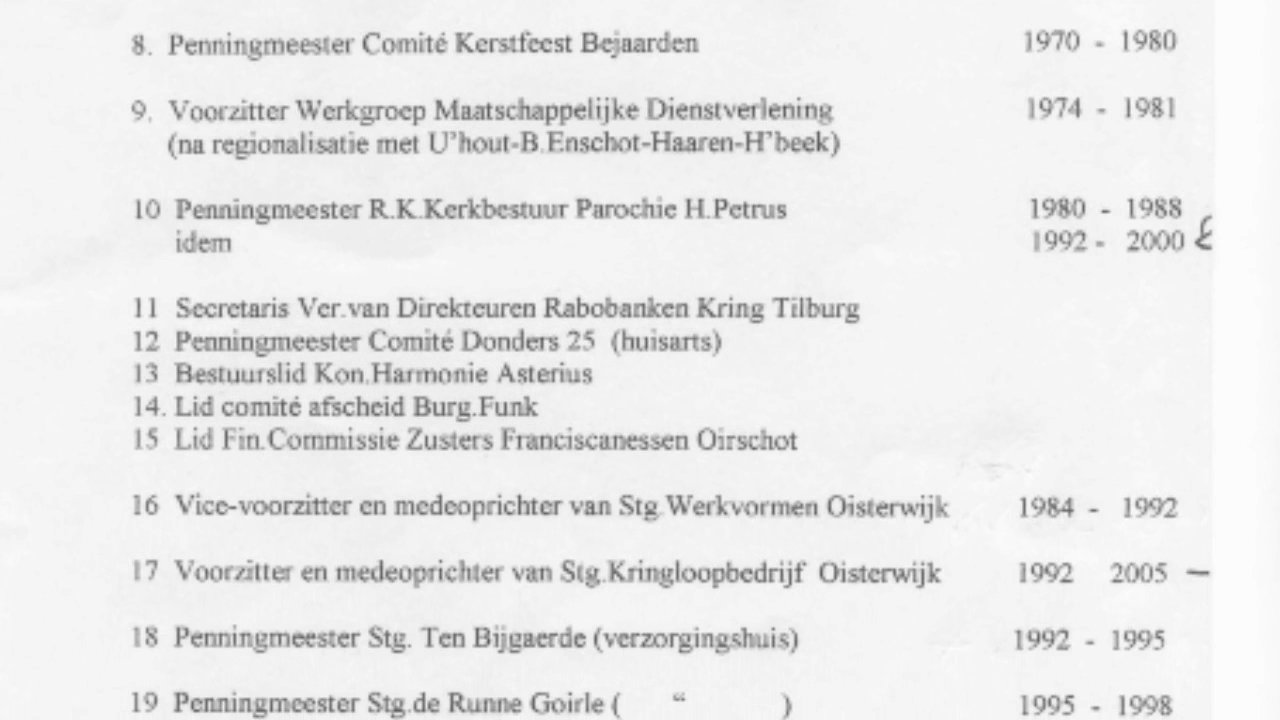 8. Penningmeester Comité Kerstfeest Bejaarden 1970 - 1980
9. Voorzitter Werkgroep Maatschappelijke Dienstverlening 1974 - 1981
(na regionalisatie met U'hout-B.Enschot-Haaren-H'beek)
10 Penningmeester R.K.Kerkbestuur Parochie H.Petrus 1980 - 1988
idem 1992 - 2000
11 Secretaris Ver.van Direkteuren Rabobanken Kring Tilburg
12 Penningmeester Comité Donders 25 (huisarts)
13 Bestuurslid Kon.Harmonie Asterius
14. Lid comité afscheid Burg.Funk
15 Lid Fin.Commissie Zusters Franciscanessen Oirschot
16 Vice-voorzitter en medeoprichter van Stg.Werkvormen Oisterwijk 1984 - 1992
17 Voorzitter en medeoprichter van Stg.Kringloopbedrijf Oisterwijk 1992 2005 —
18 Penningmeester Stg. Ten Bijgaerde (verzorgingshuis) 1992 - 1995
19 Penningmeester Stg.de Runne Goirle ( “ ) 1995 - 1998